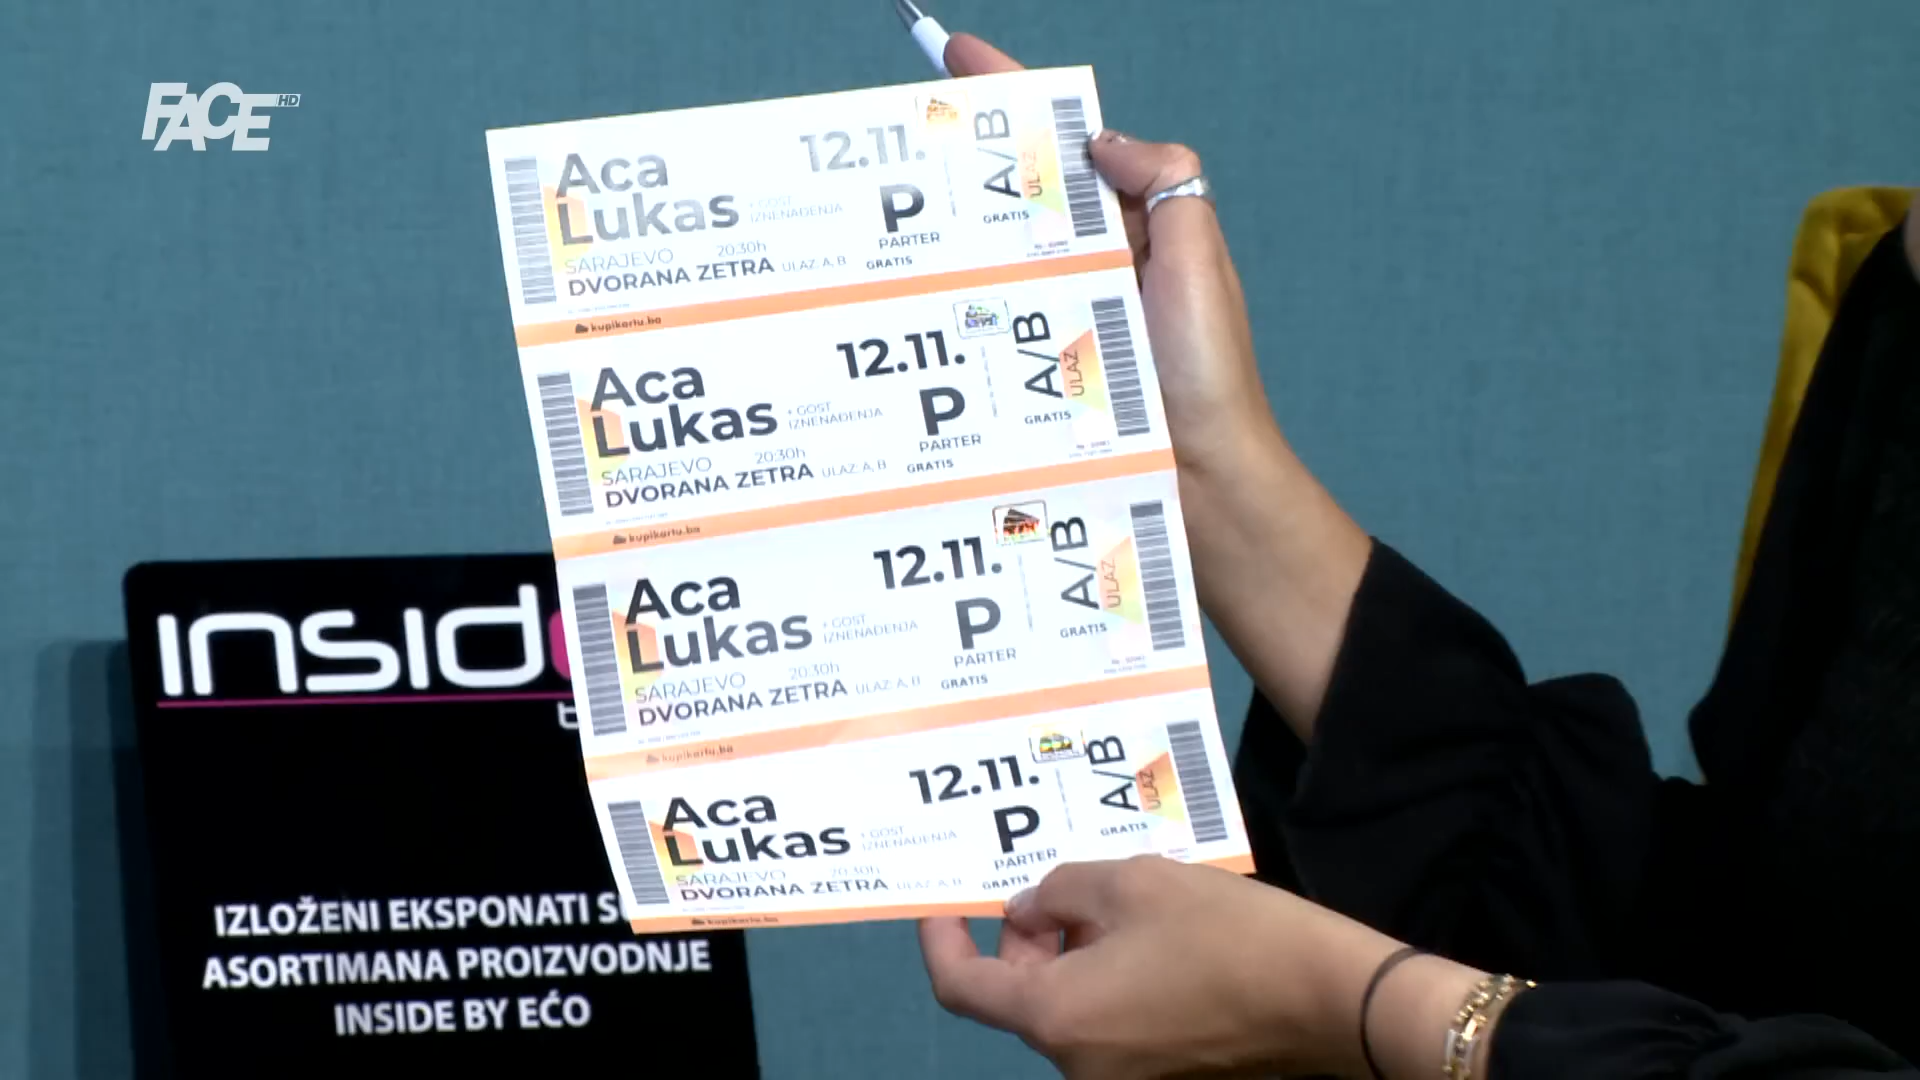 FACE HD
Aca
Lukas
+ GOST
IZNENAĐENJA
12.11.
P
PARTER
GRATIS
SARAJEVO 20:30h
DVORANA ZETRA ULAZ: A, B
A/B
ULAZ
GRATIS
kupikartu.ba
Aca
Lukas
+ GOST
IZNENAĐENJA
12.11.
P
PARTER
GRATIS
SARAJEVO 20:30h
DVORANA ZETRA ULAZ: A, B
A/B
ULAZ
GRATIS
kupikartu.ba
Aca
Lukas
+ GOST
IZNENAĐENJA
12.11.
P
PARTER
GRATIS
SARAJEVO 20:30h
DVORANA ZETRA ULAZ: A, B
A/B
ULAZ
GRATIS
kupikartu.ba
Aca
Lukas
+ GOST
IZNENAĐENJA
12.11.
P
PARTER
GRATIS
SARAJEVO 20:30h
DVORANA ZETRA ULAZ: A, B
A/B
ULAZ
GRATIS
kupikartu.ba
INSID
IZLOŽENI EKSPONATI
ASORTIMANA PROIZVODNJE
INSIDE BY EĆO